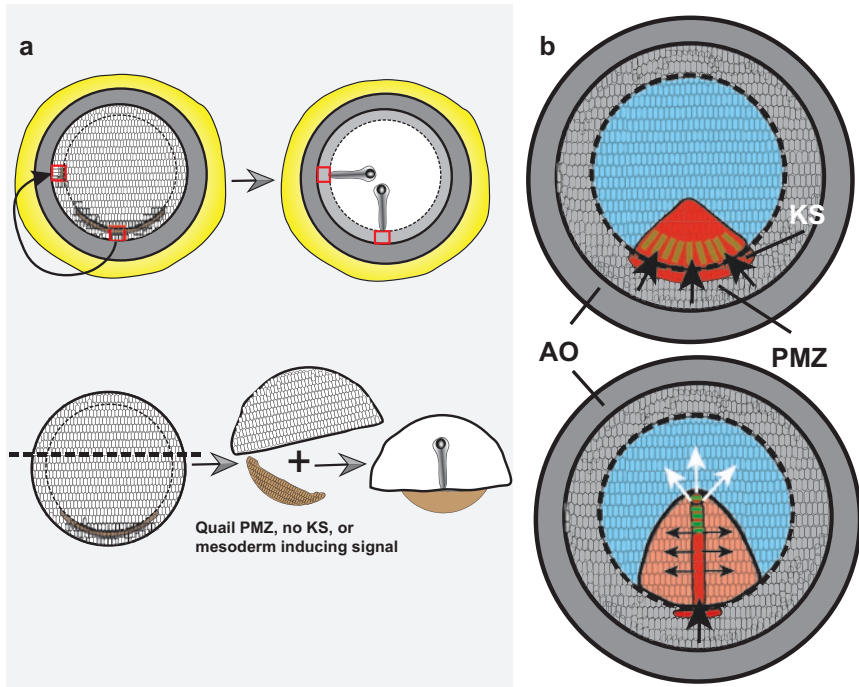 a
Quail PMZ, no KS, or
mesoderm inducing signal
b
KS
AO
PMZ